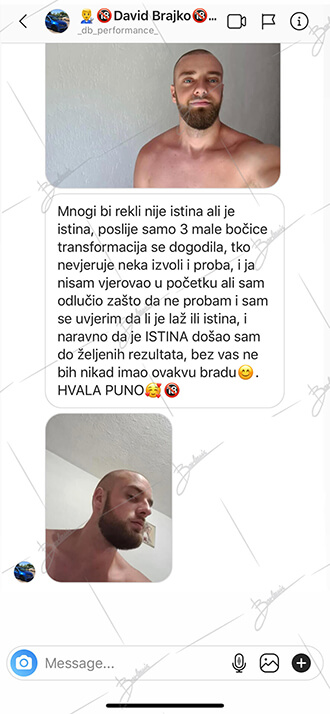 👨‍⚕️🔞David Brajko🔞...
_db_performance_
Mnogi bi rekli nije istina ali je
istina, poslije samo 3 male bočice
transformacija se dogodila, tko
nevjeruje neka izvoli i proba, i ja
nisam vjerovao u početku ali sam
odlučio zašto da ne probam i sam
se uvjerim da li je laž ili istina, i
naravno da je ISTINA došao sam
do željenih rezultata, bez vas ne
bih nikad imao ovakvu bradu😊.
HVALA PUNO🥰🔞
Message...